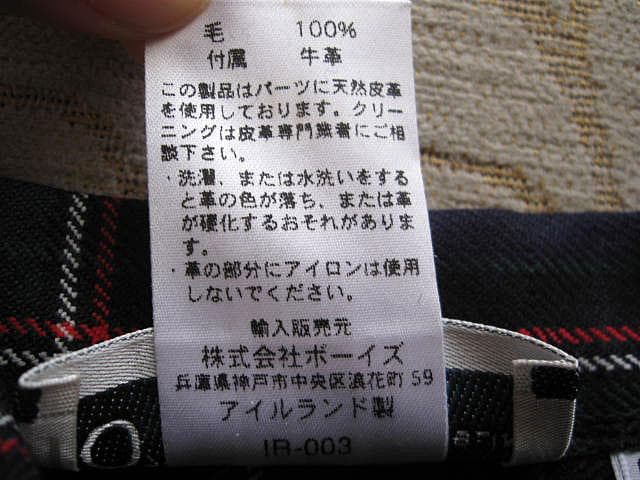 毛 100%
付属 牛革
この製品はパーツに天然皮革
を使用しております。クリー
ニングは皮革専門業者にご相
談下さい。
・洗濯、または水洗いをする
と革の色が落ち、または革
が硬化するおそれがありま
す。
・革の部分にアイロンは使用
しないでください。
輸入販売元
株式会社ボーイズ
兵庫県神戸市中央区浪花町59
アイルランド製
IR-003